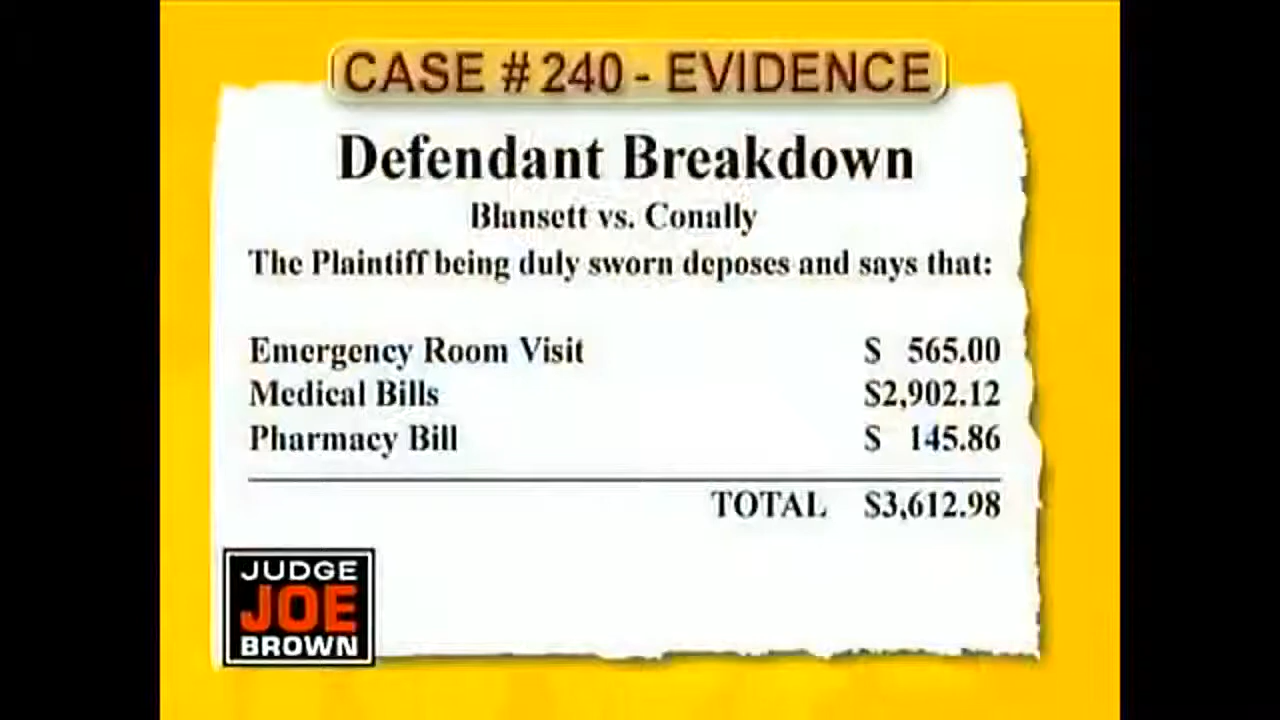 CASE # 240 - EVIDENCE
Defendant Breakdown
Blansett vs. Conally
The Plaintiff being duly sworn deposes and says that:
Emergency Room Visit $ 565.00
Medical Bills $2,902.12
Pharmacy Bill $ 145.86
TOTAL $3,612.98
JUDGE
JOE
BROWN